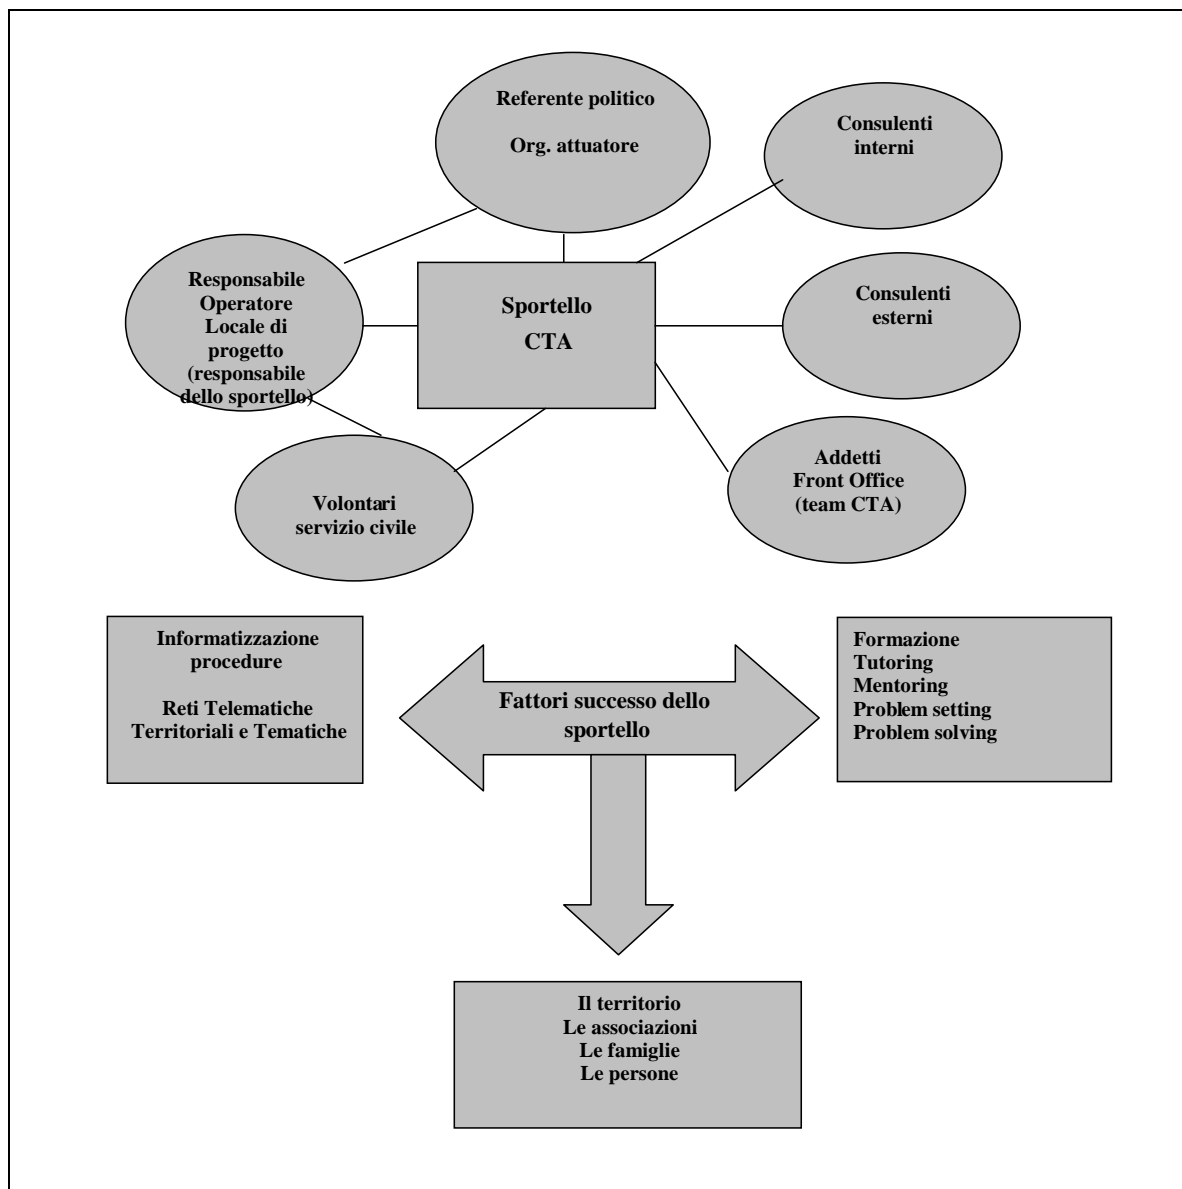 Referente politico
Org. attuatore
Consulenti
interni
Responsabile
Operatore
Locale di
progetto
(responsabile
dello sportello)
Sportello
CTA
Consulenti
esterni
Volontari
servizio civile
Addetti
Front Office
(team CTA)
Informatizzazione
procedure
Reti Telematiche
Territoriali e Tematiche
Fattori successo dello
sportello
Formazione
Tutoring
Mentoring
Problem setting
Problem solving
Il territorio
Le associazioni
Le famiglie
Le persone